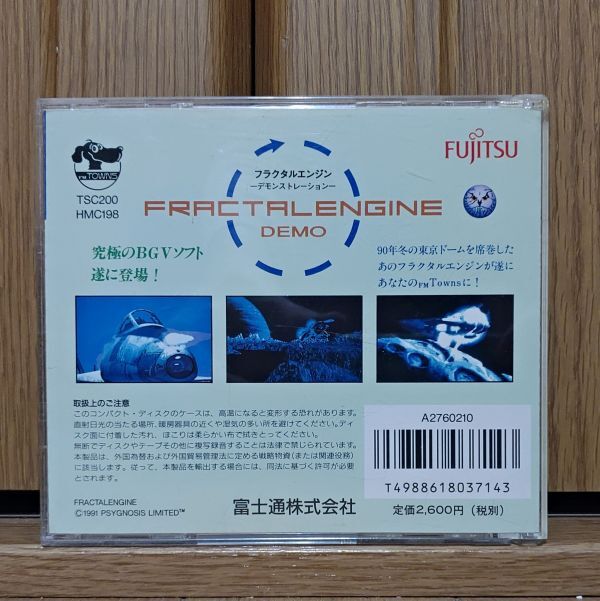 FM TOWNS
TSC200
HMC198
フラクタルエンジン
—デモンストレーション—
FRACTALENGINE
DEMO
FUJITSU
究極のBGVソフト
遂に登場！
90年冬の東京ドームを席巻した
あのフラクタルエンジンが遂に
あなたのFMTownsに！
取扱上のご注意
このコンパクト・ディスクのケースは、高温になると変形する恐れがあります。
直射日光の当たる場所、暖房器具の近くや湿気の多い所を避けてください。ディ
スク面に付着した汚れ、ほこりは柔らかい布で拭きとってください。
無断でディスクやテープその他に複写録音することは法律で禁じられています。
本製品は、外国為替および外国貿易管理法に定める戦略物資(または関連役務)
に該当します。従って、本製品を輸出する場合には、同法に基づく許可が必要
とされます。
A2760210
T4988618037143
FRACTALENGINE
©1991 PSYGNOSIS LIMITED™
富士通株式会社
定価2,600円（税別）